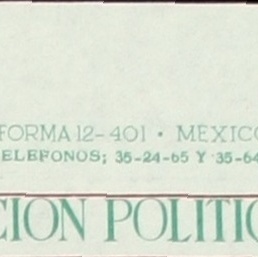 FORMA 12-401 · MEXICO
ELEFONOS; 35-24-65 Y 35-64
CION POLITIC